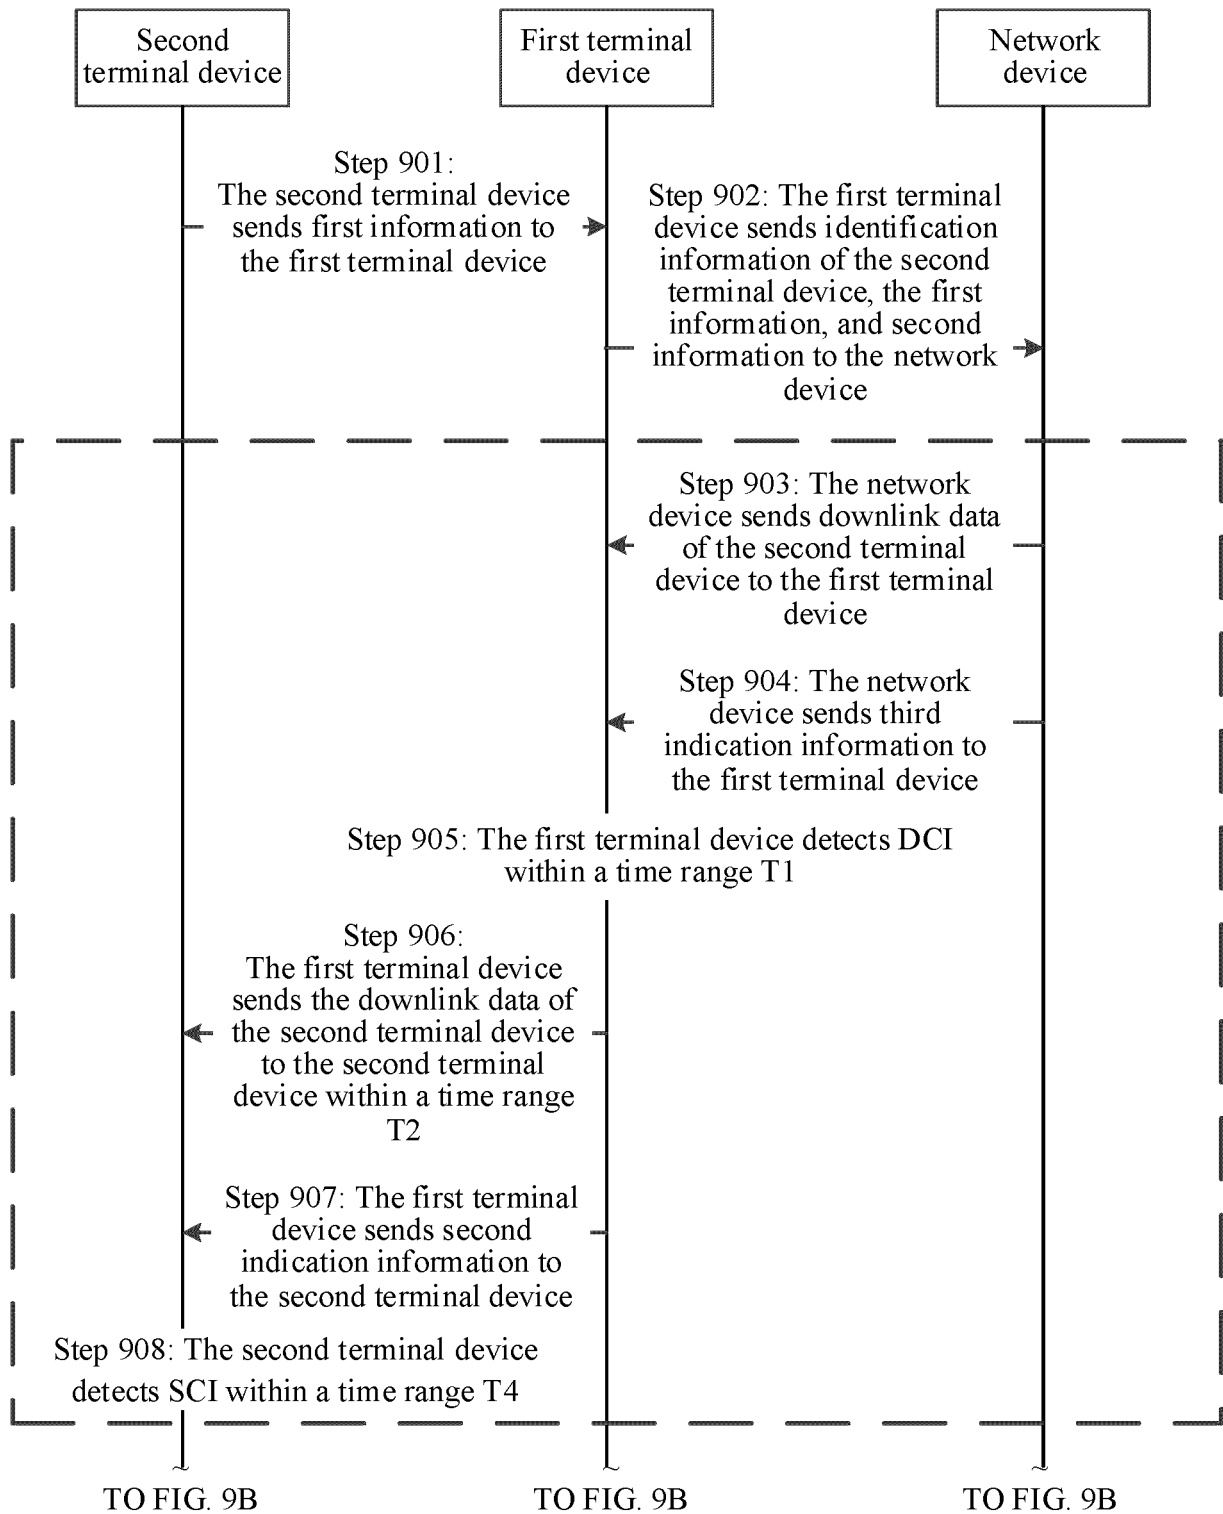 Second
terminal device
First terminal
device
Network
device
Step 901:
The second terminal device
sends first information to
the first terminal device
Step 902: The first terminal
device sends identification
information of the second
terminal device, the first
information, and second
information to the network
device
Step 903: The network
device sends downlink data
of the second terminal
device to the first terminal
device
Step 904: The network
device sends third
indication information to
the first terminal device
Step 905: The first terminal device detects DCI
within a time range T1
Step 906:
The first terminal device
sends the downlink data of
the second terminal device
to the second terminal
device within a time range
T2
Step 907: The first terminal
device sends second
indication information to
the second terminal device
Step 908: The second terminal device
detects SCI within a time range T4
TO FIG. 9B
TO FIG. 9B
TO FIG. 9B